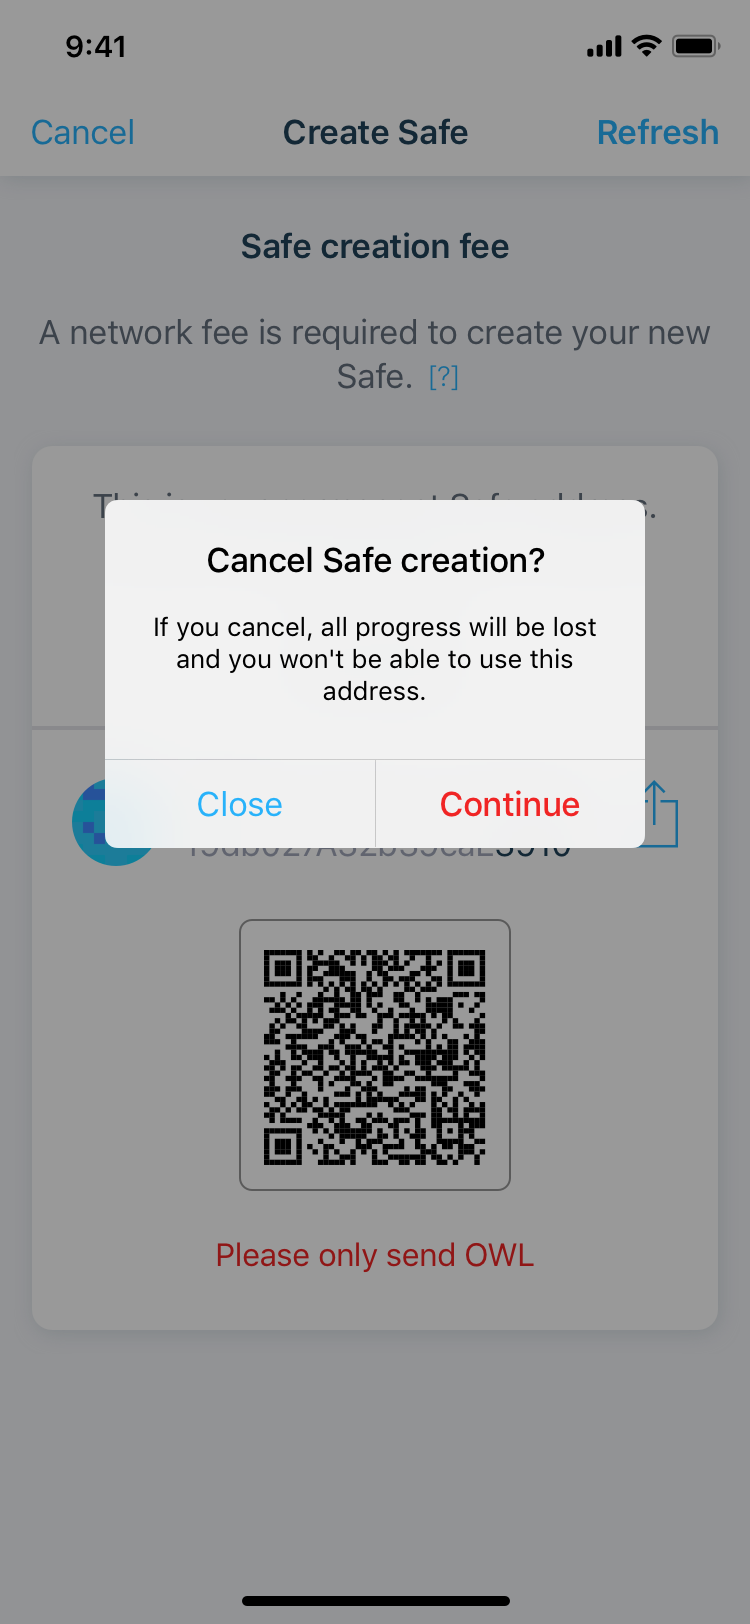 9:41
Cancel
Create Safe
Refresh
Safe creation fee
A network fee is required to create your new
Safe. [?]
Cancel Safe creation?
If you cancel, all progress will be lost
and you won't be able to use this
address.
Close
Continue
Please only send OWL